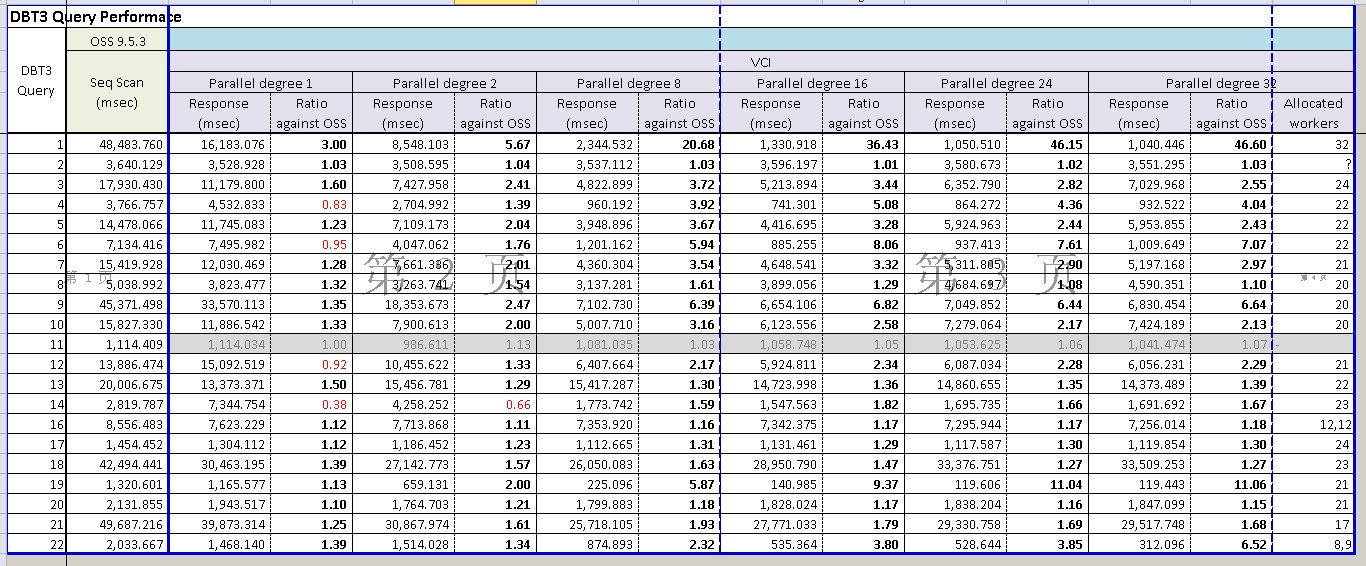 DBT3 Query Performace
OSS 9.5.3
VCI
DBT3 Query
Seq Scan (msec)
Parallel degree 1 Parallel degree 2 Parallel degree 8 Parallel degree 16 Parallel degree 24 Parallel degree 32
Response Ratio Response Ratio Response Ratio Response Ratio Response Ratio Response Ratio Allocated
(msec) against OSS (msec) against OSS (msec) against OSS (msec) against OSS (msec) against OSS (msec) against OSS workers
1 48,483.760 16,183.076 3.00 8,548.103 5.67 2,344.532 20.68 1,330.918 36.43 1,050.510 46.15 1,040.446 46.60 32
2 3,640.129 3,528.928 1.03 3,508.595 1.04 3,537.112 1.03 3,596.197 1.01 3,580.673 1.02 3,551.295 1.03 ?
3 17,930.430 11,179.800 1.60 7,427.958 2.41 4,822.899 3.72 5,213.894 3.44 6,352.790 2.82 7,029.968 2.55 24
4 3,766.757 4,532.833 0.83 2,704.992 1.39 960.192 3.92 741.301 5.08 864.272 4.36 932.522 4.04 22
5 14,478.066 11,745.083 1.23 7,109.173 2.04 3,948.896 3.67 4,416.695 3.28 5,924.963 2.44 5,953.855 2.43 22
6 7,134.416 7,495.982 0.95 4,047.062 1.76 1,201.162 5.94 885.255 8.06 937.413 7.61 1,009.649 7.07 22
7 15,419.928 12,030.469 1.28 7,661.386 2.01 4,360.304 3.54 4,648.541 3.32 5,311.805 2.90 5,197.168 2.97 21
第 1 页 第 2 页 第 3 页 第 4 页
8 5,038.992 3,823.477 1.32 3,263.741 1.54 3,137.281 1.61 3,899.056 1.29 4,684.697 1.08 4,590.351 1.10 20
9 45,371.498 33,570.113 1.35 18,353.673 2.47 7,102.730 6.39 6,654.106 6.82 7,049.852 6.44 6,830.454 6.64 20
10 15,827.330 11,886.542 1.33 7,900.613 2.00 5,007.710 3.16 6,123.556 2.58 7,279.064 2.17 7,424.189 2.13 20
11 1,114.409 1,114.034 1.00 986.611 1.13 1,081.035 1.03 1,058.748 1.05 1,053.625 1.06 1,041.474 1.07 -
12 13,886.474 15,092.519 0.92 10,455.622 1.33 6,407.664 2.17 5,924.811 2.34 6,087.034 2.28 6,056.231 2.29 21
13 20,006.675 13,373.371 1.50 15,456.781 1.29 15,417.287 1.30 14,723.998 1.36 14,860.655 1.35 14,373.489 1.39 22
14 2,819.787 7,344.754 0.38 4,258.252 0.66 1,773.742 1.59 1,547.563 1.82 1,695.735 1.66 1,691.692 1.67 23
16 8,556.483 7,623.229 1.12 7,713.868 1.11 7,353.920 1.16 7,342.375 1.17 7,295.944 1.17 7,256.014 1.18 12,12
17 1,454.452 1,304.112 1.12 1,186.452 1.23 1,112.665 1.31 1,131.461 1.29 1,117.587 1.30 1,119.854 1.30 24
18 42,494.441 30,463.195 1.39 27,142.773 1.57 26,050.083 1.63 28,950.790 1.47 33,376.751 1.27 33,509.253 1.27 23
19 1,320.601 1,165.577 1.13 659.131 2.00 225.096 5.87 140.985 9.37 119.606 11.04 119.443 11.06 21
20 2,131.855 1,943.517 1.10 1,764.703 1.21 1,799.883 1.18 1,828.024 1.17 1,838.204 1.16 1,847.099 1.15 21
21 49,687.216 39,873.314 1.25 30,867.974 1.61 25,718.105 1.93 27,771.033 1.79 29,330.758 1.69 29,517.748 1.68 17
22 2,033.667 1,468.140 1.39 1,514.028 1.34 874.893 2.32 535.364 3.80 528.644 3.85 312.096 6.52 8,9